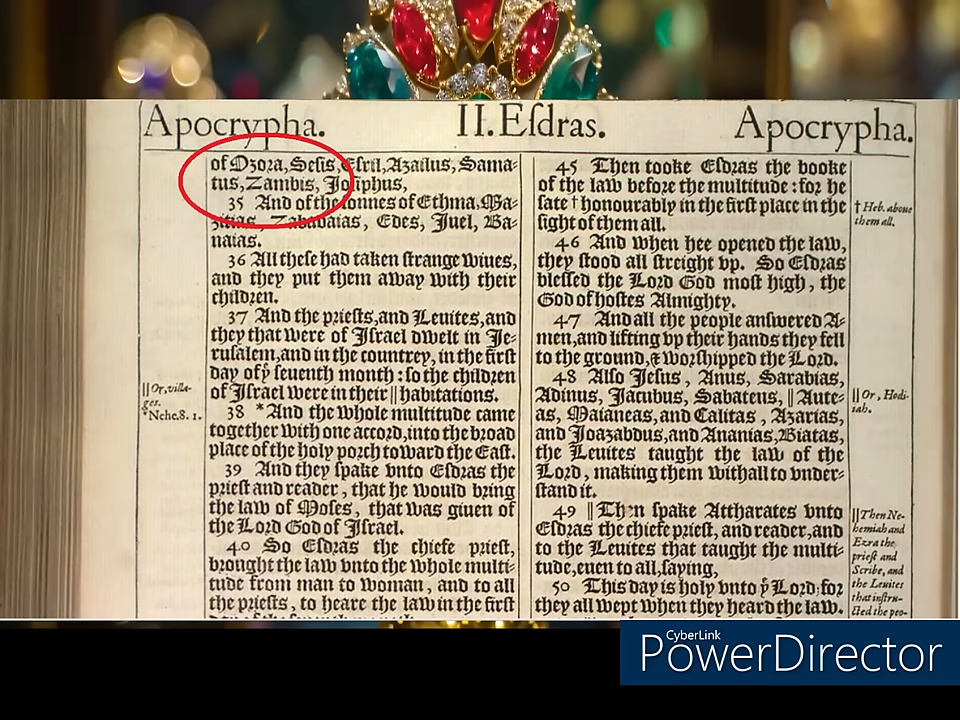 Apocrypha. II.Eſdras. Apocrypha.
of Ozora,Seſis,Eſril,Azailus, Sama-
tus,Zambis, Joſiphus,
35 And of the ſonnes of Ethma,Ma-
zitias, Zabadaias, Edes, Juel, Ba-
naias.
36 All theſe had taken ſtrange wiues,
and they put them away with their
children.
37 And the prieſts,and Leuites,and
they that were of Iſrael dwelt in Je-
ruſalem,and in the countrey, in the firſt
day of yͤ ſeuenth month : ſo the children
of Iſrael were in their || habitations.
38 *And the whole multitude came
together with one accord,into the broad
place of the holy porch toward the Eaſt.
39 And they ſpake vnto Eſdras the
prieſt and reader, that he would bring
the law of Moſes, that was giuen of
the Lord God of Iſrael.
40 So Eſdras the chiefe prieſt,
brought the law vnto the whole multi-
tude from man to woman, and to all
the prieſts, to heare the law in the firſt
|| Or,villa-
ges.
*Nehe.8. 1.
45 Then tooke Eſdras the booke
of the law before the multitude : for he
ſate † honourably in the firſt place in the
ſight of them all.
46 And when hee opened the law,
they ſtood all ſtreight vp. So Eſdras
bleſſed the Lord God moſt high, the
God of hoſtes Almighty.
47 And all the people anſwered A-
men,and lifting vp their hands they fell
to the ground,& worſhipped the Lord.
48 Alſo Jeſus, Anus, Sarabias,
Adinus, Jacubus, Sabateus, || Aute-
as, Maianeas,and Calitas, Azarias,
and Joazabdus,and Ananias,Biatas,
the Leuites taught the law of the
Lord, making them withall to vnder-
ſtand it.
49 || Then ſpake Attharates vnto
Eſdras the chiefe prieſt, and reader,and
to the Leuites that taught the multi-
tude,euen to all,ſaying,
50 This day is holy vnto yͤ Lord:for
they all wept when they heard the law.
† Heb. aboue
them all.
|| Or, Hodi-
iah.
|| Then Ne-
hemiah and
Ezra the
prieſt and
Scribe, and
the Leuites
that inſtru-
cted the peo-
CyberLink
PowerDirector